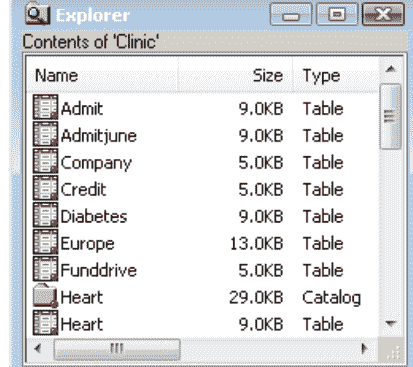 Explorer
Contents of 'Clinic'
Name Size Type
Admit 9.0KB Table
Admitjune 9.0KB Table
Company 5.0KB Table
Credit 5.0KB Table
Diabetes 9.0KB Table
Europe 13.0KB Table
Funddrive 5.0KB Table
Heart 29.0KB Catalog
Heart 9.0KB Table